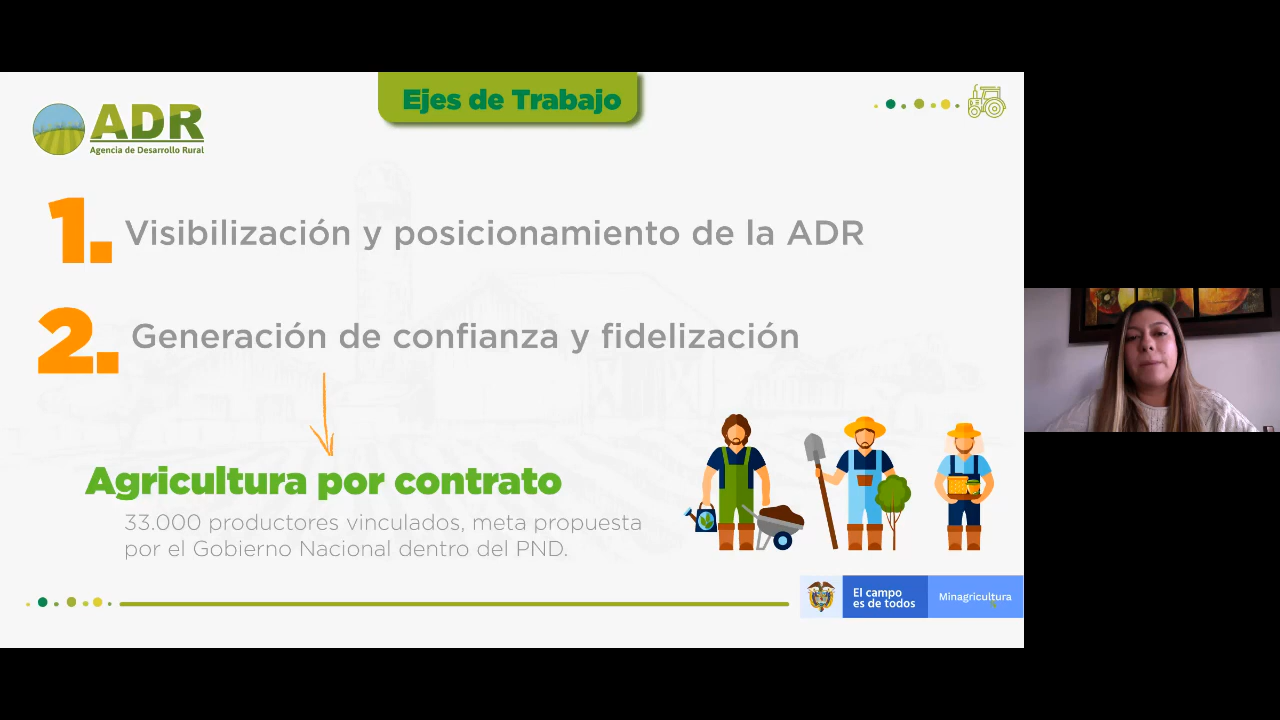 Ejes de Trabajo
ADR
Agencia de Desarrollo Rural
1. Visibilización y posicionamiento de la ADR
2. Generación de confianza y fidelización
Agricultura por contrato
33.000 productores vinculados, meta propuesta
por el Gobierno Nacional dentro del PND.
El campo
es de todos
Minagricultura